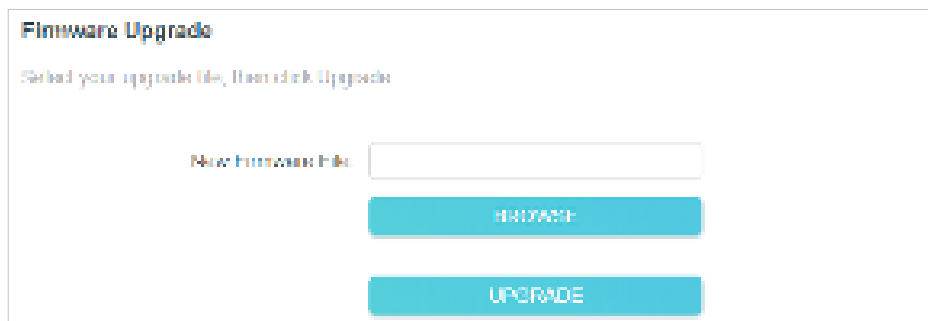 Firmware Upgrade
Select your upgrade file, then click Upgrade
New Firmware File:
BROWSE
UPGRADE